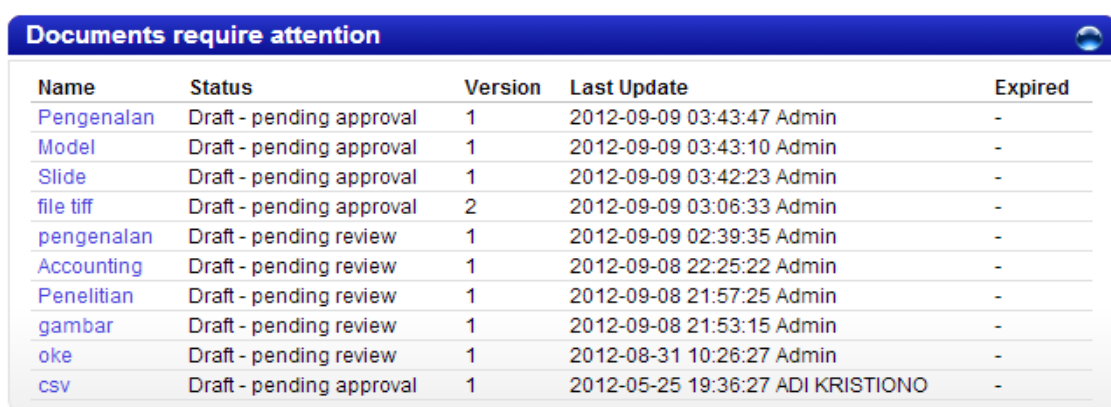 Documents require attention
Name Status Version Last Update Expired
Pengenalan Draft - pending approval 1 2012-09-09 03:43:47 Admin -
Model Draft - pending approval 1 2012-09-09 03:43:10 Admin -
Slide Draft - pending approval 1 2012-09-09 03:42:23 Admin -
file tiff Draft - pending approval 2 2012-09-09 03:06:33 Admin -
pengenalan Draft - pending review 1 2012-09-09 02:39:35 Admin -
Accounting Draft - pending review 1 2012-09-08 22:25:22 Admin -
Penelitian Draft - pending review 1 2012-09-08 21:57:25 Admin -
gambar Draft - pending review 1 2012-09-08 21:53:15 Admin -
oke Draft - pending review 1 2012-08-31 10:26:27 Admin -
csv Draft - pending approval 1 2012-05-25 19:36:27 ADI KRISTIONO -